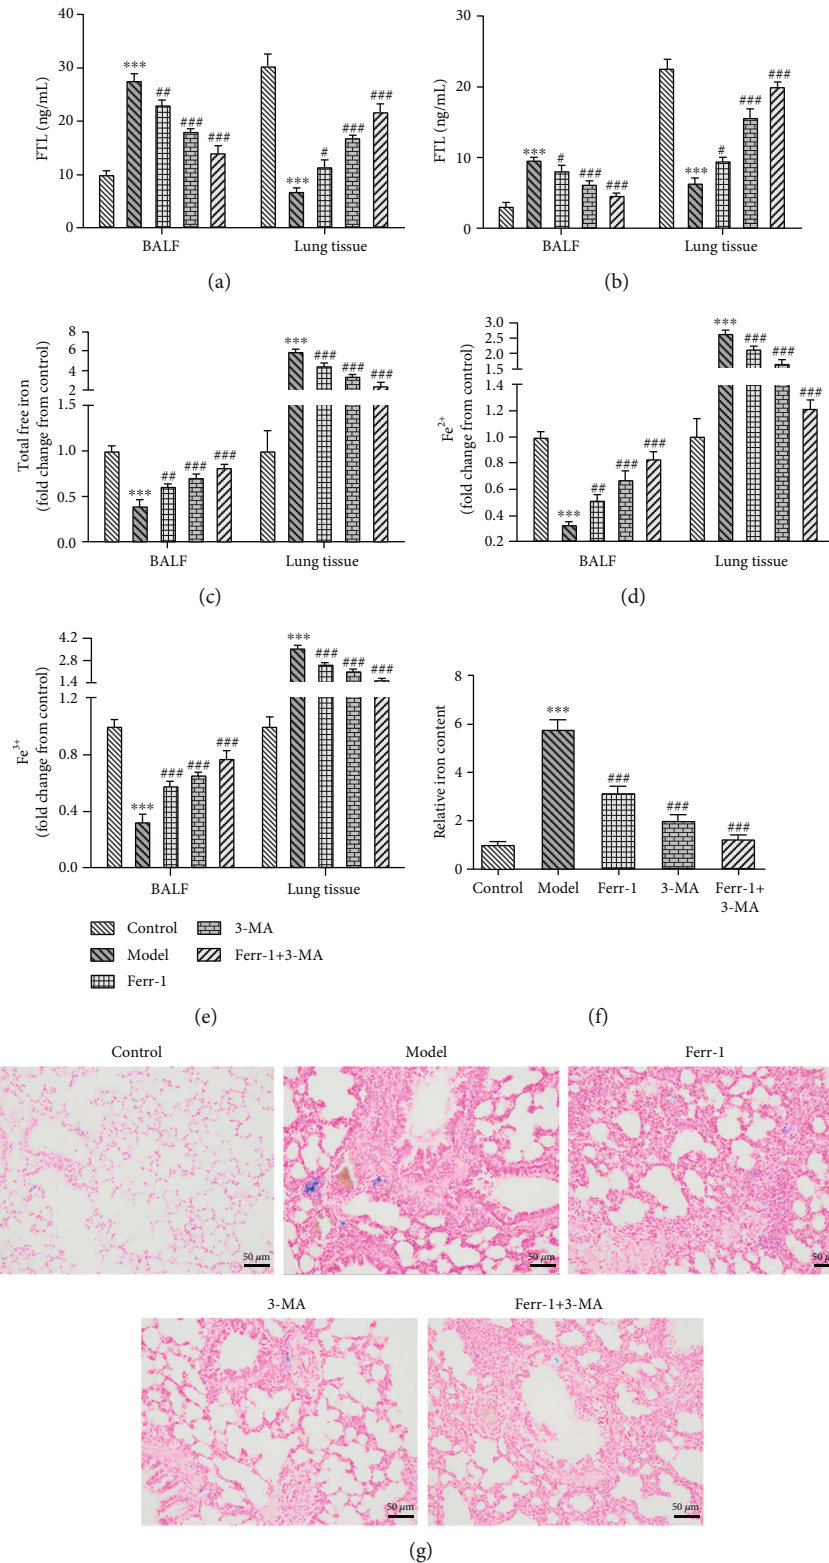 40
30
20
10
0
FTL (ng/mL)
***
##
###
###
***
#
###
###
BALF
Lung tissue
(a)
30
20
10
0
FTL (ng/mL)
***
#
###
###
***
#
###
###
BALF
Lung tissue
(b)
8
6
4
2
1.5
1.0
0.5
0.0
Total free iron
(fold change from control)
***
##
###
###
***
###
###
###
BALF
Lung tissue
(c)
3.0
2.5
2.0
1.5
1.4
1.2
1.0
0.8
0.6
0.4
0.2
Fe2+
(fold change from control)
***
##
###
###
***
###
###
###
BALF
Lung tissue
(d)
4.2
2.8
1.4
1.2
0.8
0.4
0.0
Fe3+
(fold change from control)
***
###
###
###
***
###
###
###
BALF
Lung tissue
Control
Model
Ferr-1
3-MA
Ferr-1+3-MA
(e)
8
6
4
2
0
Relative iron content
***
###
###
###
Control
Model
Ferr-1
3-MA
Ferr-1+
3-MA
(f)
Control
Model
Ferr-1
50 μm
50 μm
50 μm
3-MA
Ferr-1+3-MA
50 μm
50 μm
(g)